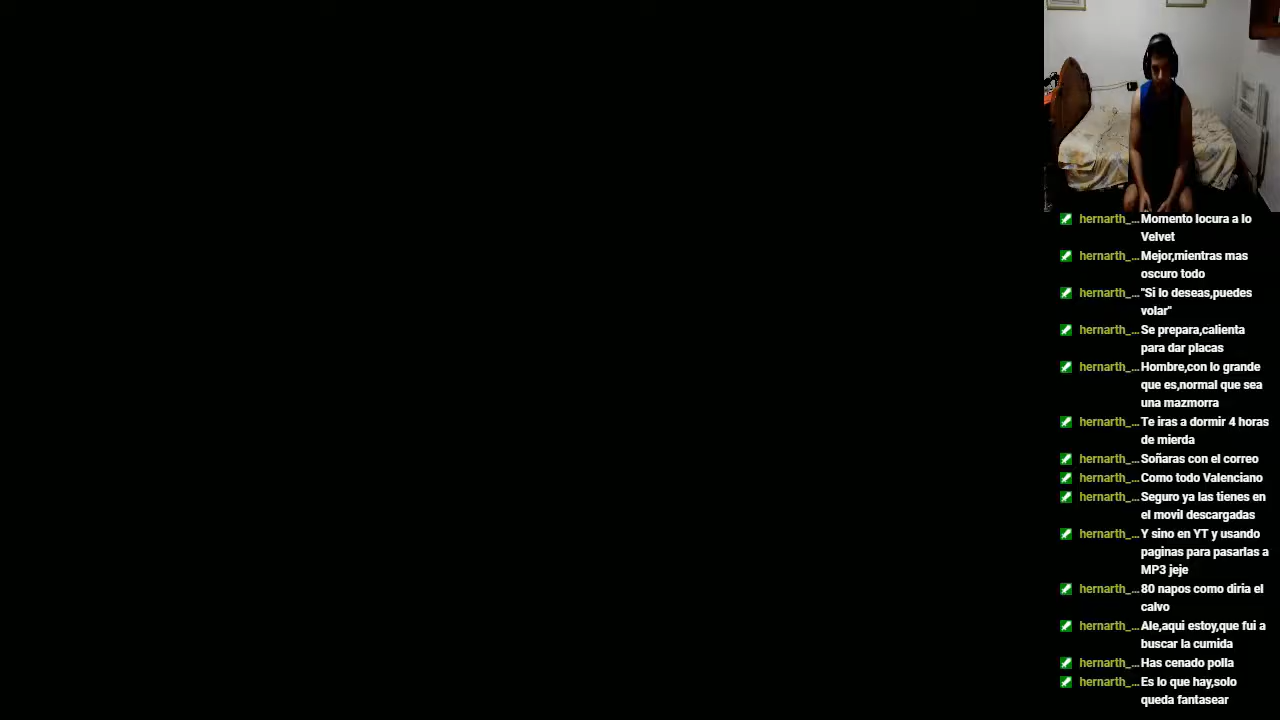 hernarth_... Momento locura a lo
Velvet
hernarth_... Mejor,mientras mas
oscuro todo
hernarth_... "Si lo deseas,puedes
volar"
hernarth_... Se prepara,calienta
para dar placas
hernarth_... Hombre,con lo grande
que es,normal que sea
una mazmorra
hernarth_... Te iras a dormir 4 horas
de mierda
hernarth_... Soñaras con el correo
hernarth_... Como todo Valenciano
hernarth_... Seguro ya las tienes en
el movil descargadas
hernarth_... Y sino en YT y usando
paginas para pasarlas a
MP3 jeje
hernarth_... 80 napos como diria el
calvo
hernarth_... Ale,aqui estoy,que fui a
buscar la cumida
hernarth_... Has cenado polla
hernarth_... Es lo que hay,solo
queda fantasear